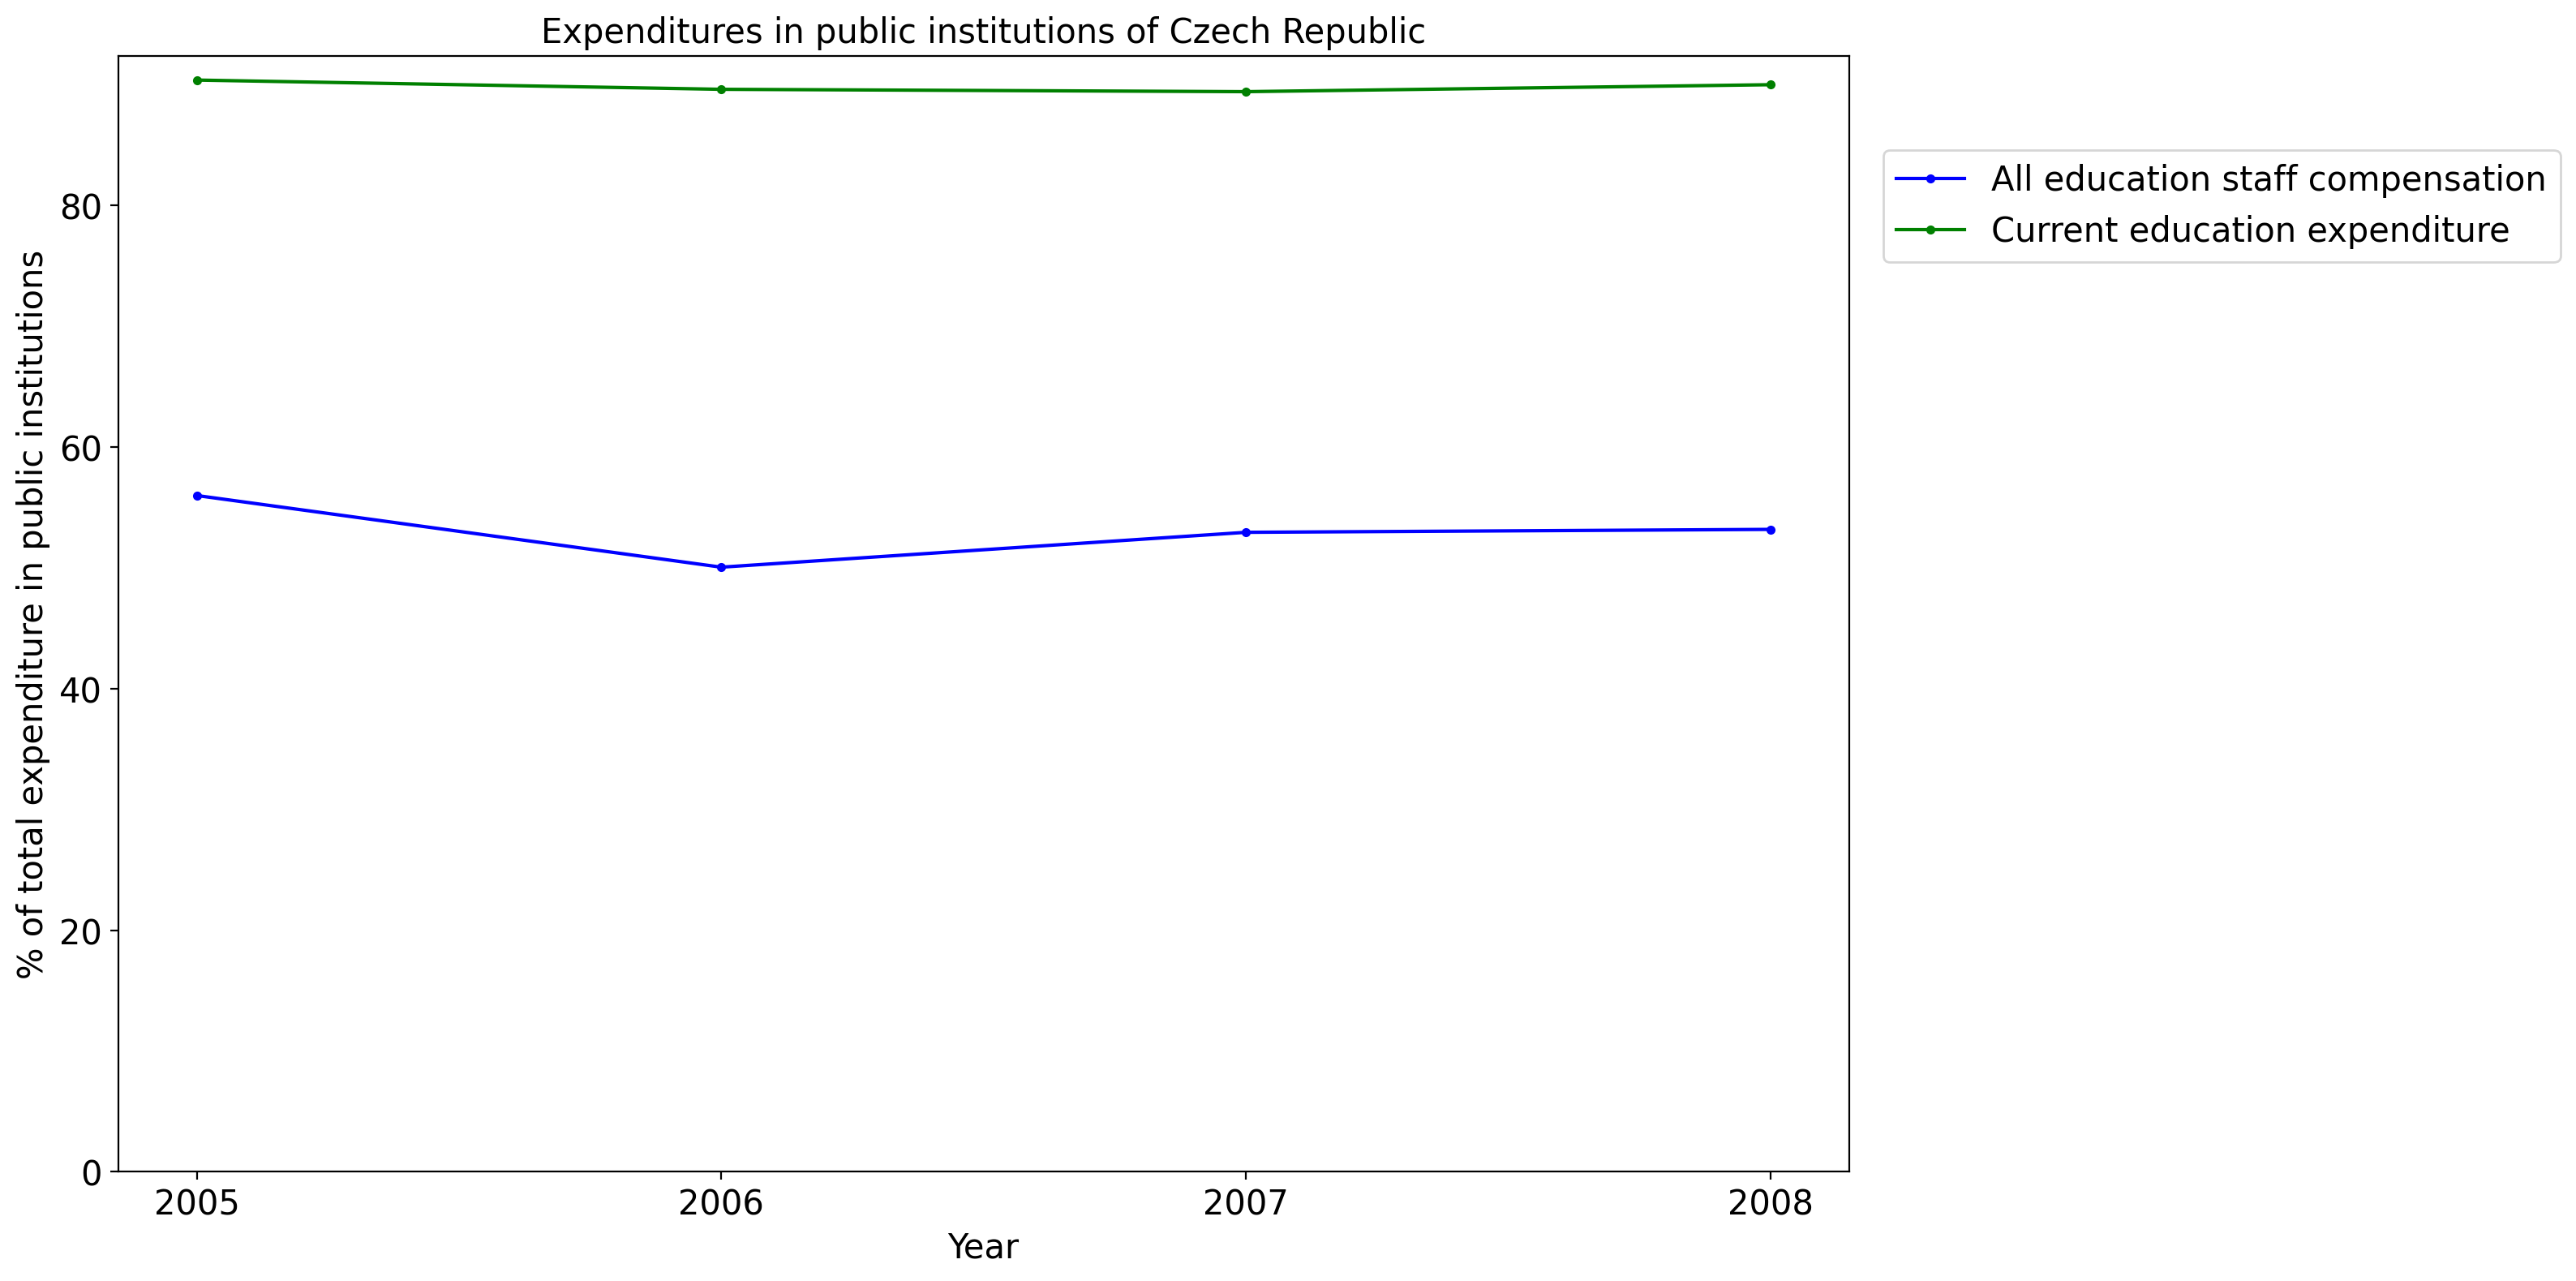 Expenditures in public institutions of Czech Republic
% of total expenditure in public institutions
80
60
40
20
0
2005 2006 2007 2008
Year
All education staff compensation
Current education expenditure